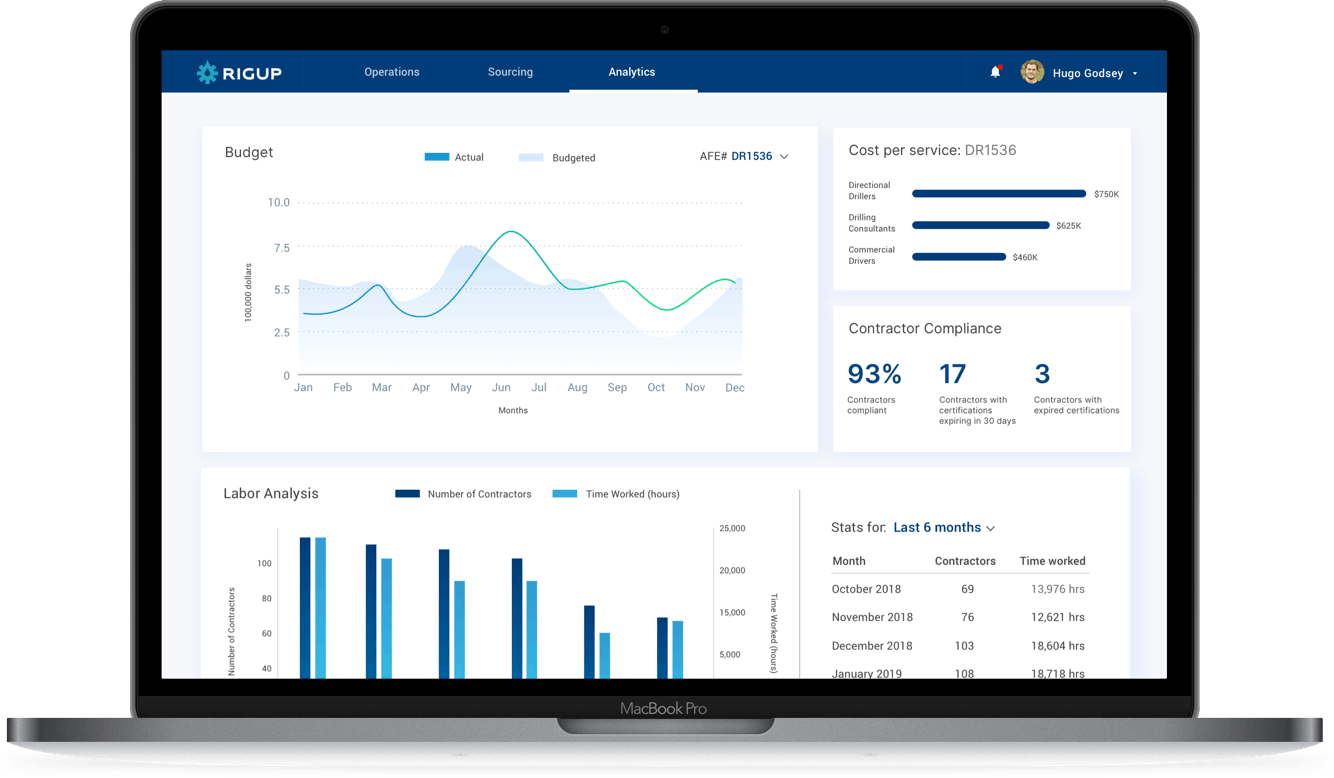 RIGUP
Operations
Sourcing
Analytics
Hugo Godsey
Budget
Actual
Budgeted
AFE# DR1536
100,000 dollars
10.0
7.5
5.5
2.5
0
Jan Feb Mar Apr May Jun Jul Aug Sep Oct Nov Dec
Months
Cost per service: DR1536
Directional
Drillers
$750K
Drilling
Consultants
$625K
Commercial
Drivers
$460K
Contractor Compliance
93%
Contractors
compliant
17
Contractors with
certifications
expiring in 30 days
3
Contractors with
expired certifications
Labor Analysis
Number of Contractors
Time Worked (hours)
Number of Contractors
100
80
60
40
25,000
20,000
15,000
5,000
Time Worked (hours)
Stats for: Last 6 months
Month Contractors Time worked
October 2018 69 13,976 hrs
November 2018 76 12,621 hrs
December 2018 103 18,604 hrs
January 2019 108 18,718 hrs
MacBook Pro